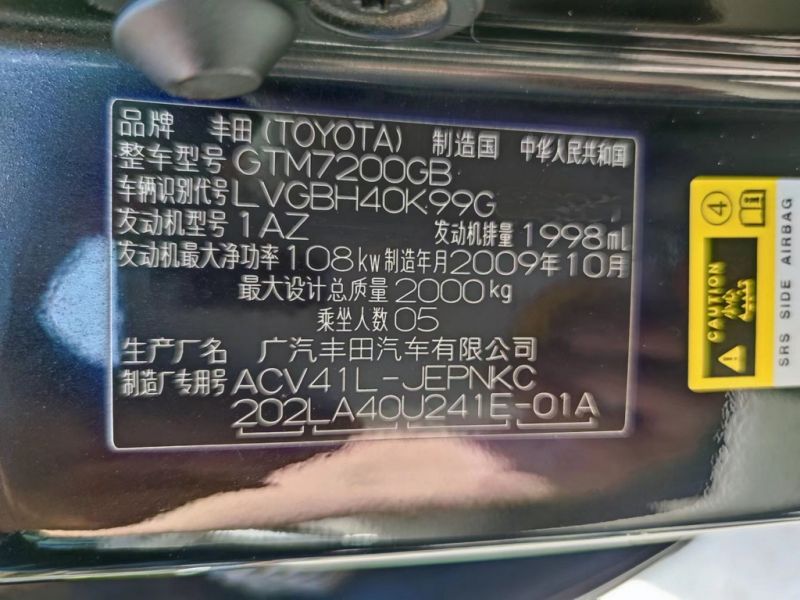 品牌 丰田 (TOYOTA) 制造国 中华人民共和国
整车型号 GTM7200GB
车辆识别代号 LVGBH40K99G
发动机型号 1AZ 发动机排量 1998ml
发动机最大净功率 108kw 制造年月 2009年10月
最大设计总质量 2000kg
乘坐人数 05
生产厂名 广汽丰田汽车有限公司
制造厂专用号 ACV41L-JEPNKC
202LA40U241E-01A
4
CAUTION
SRS SIDE AIRBAG